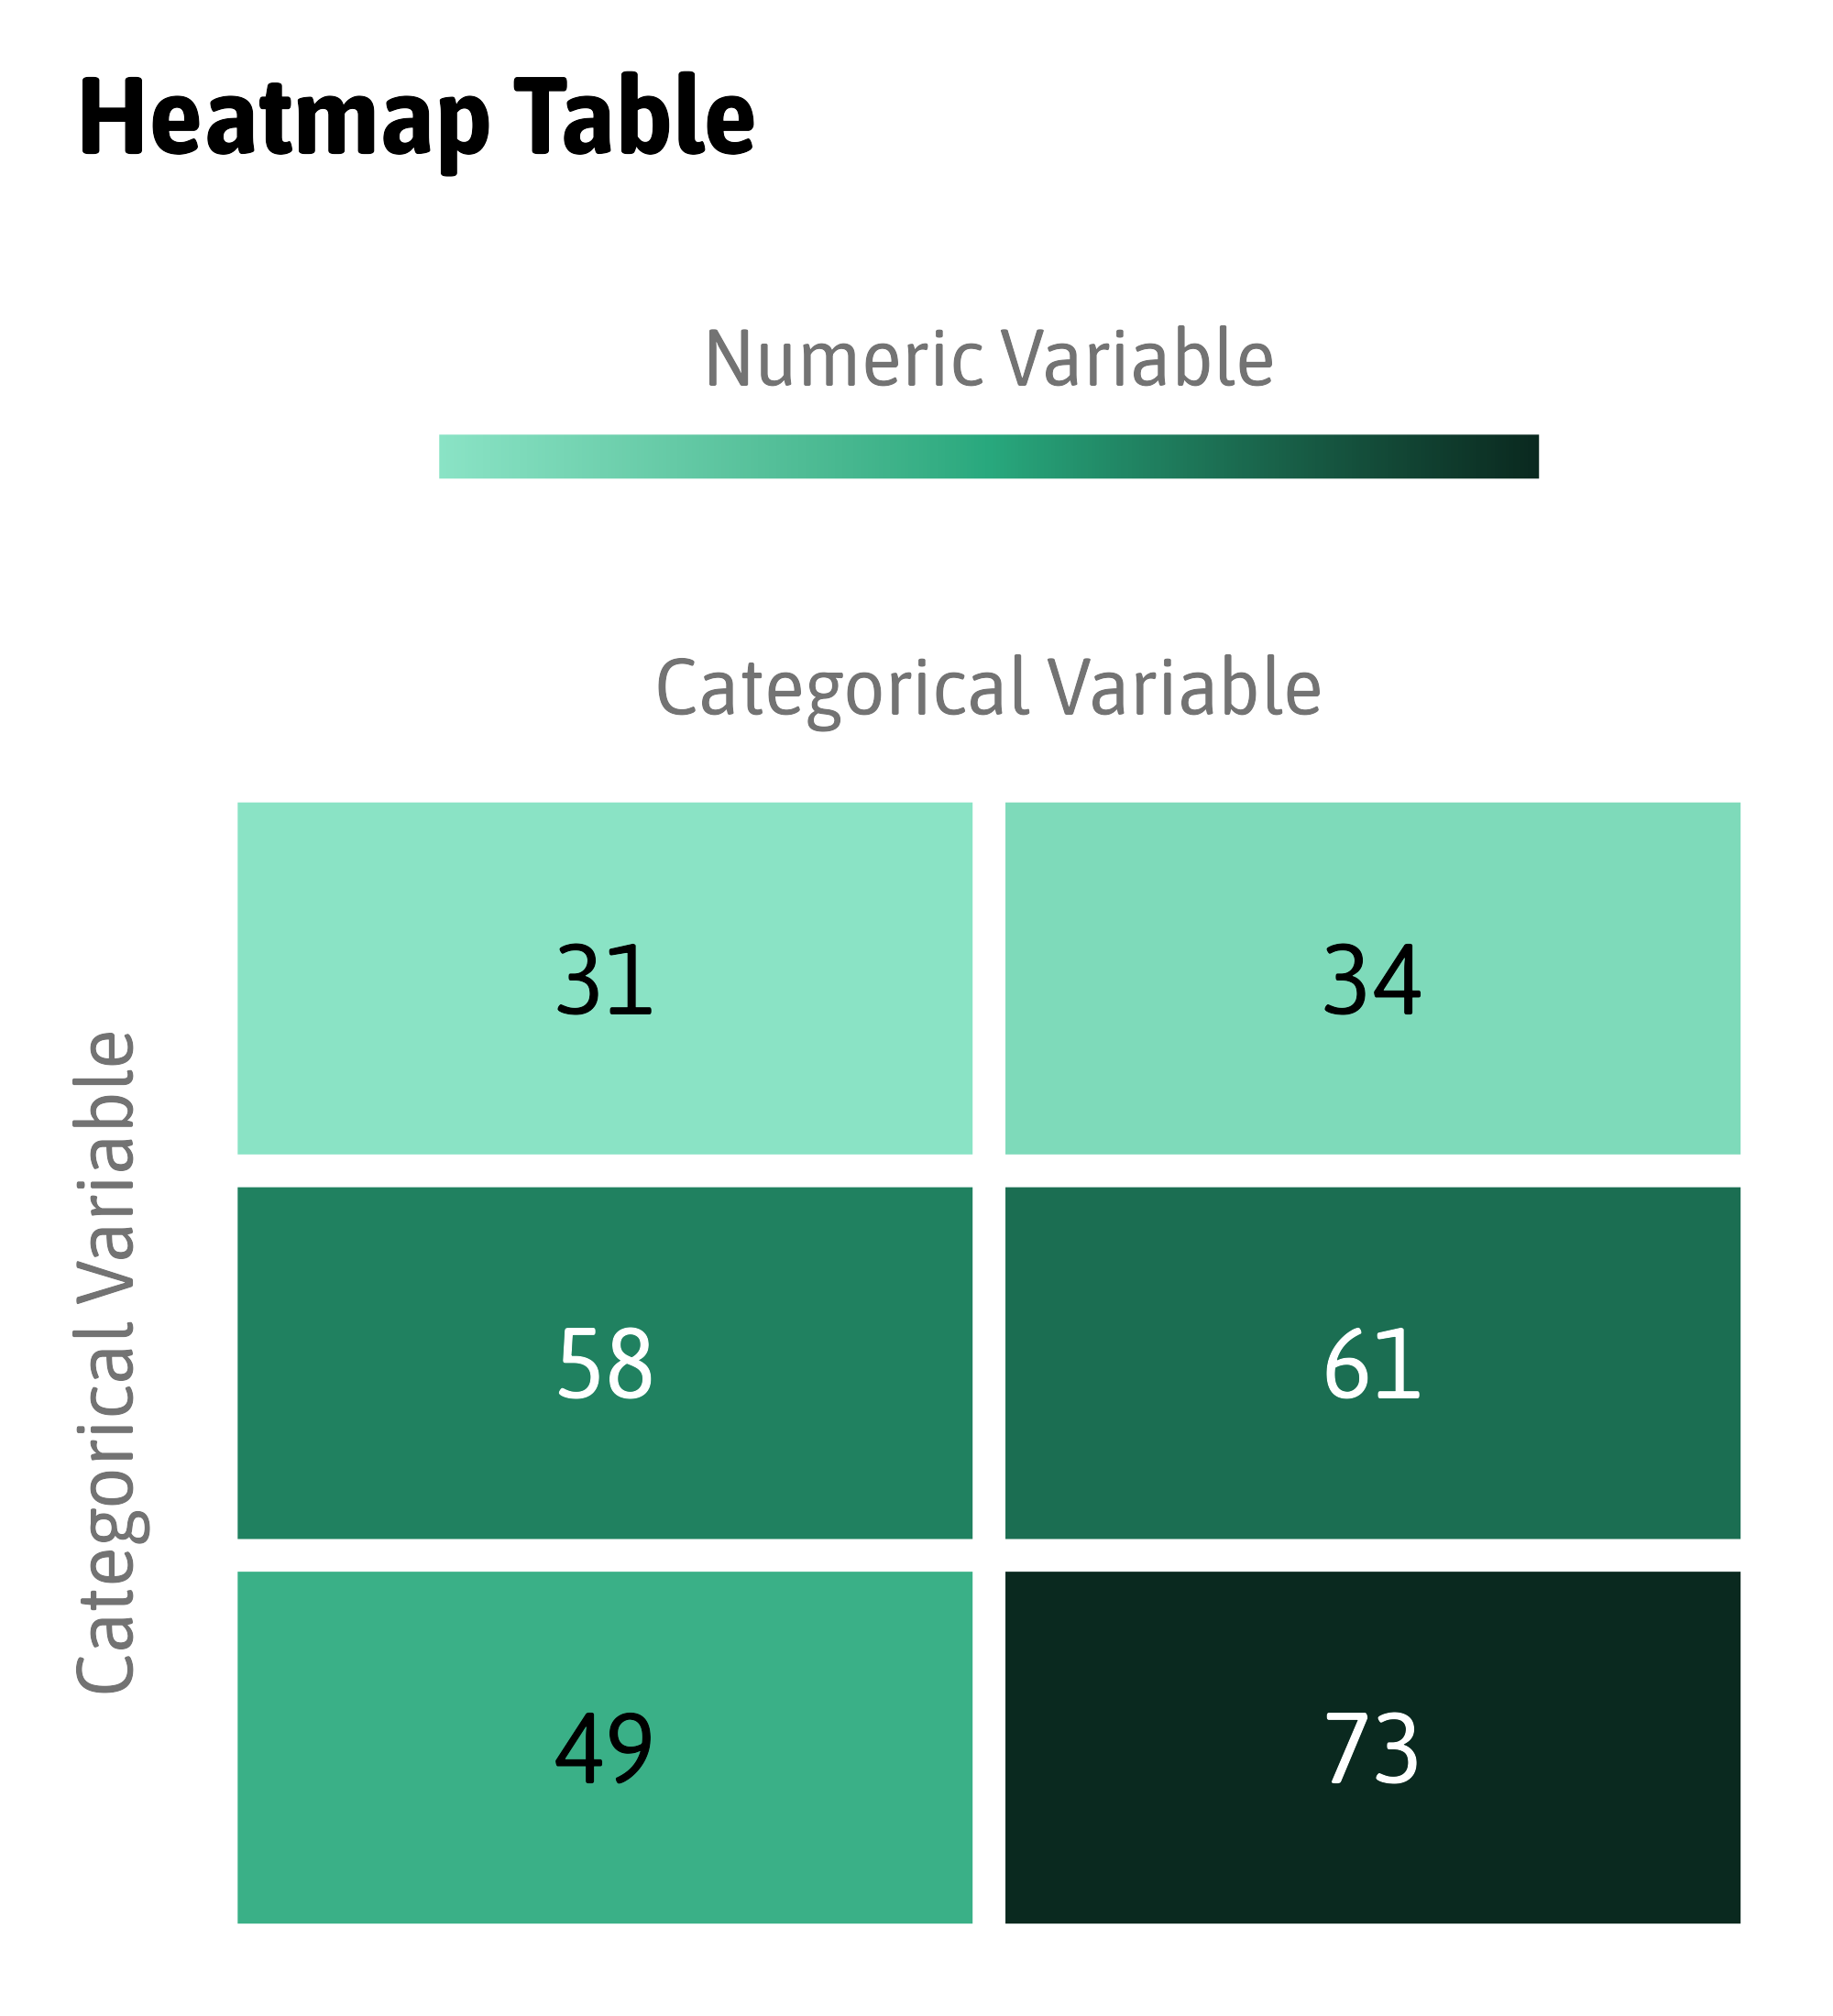 Heatmap Table
Numeric Variable
Categorical Variable
Categorical Variable
31 34
58 61
49 73